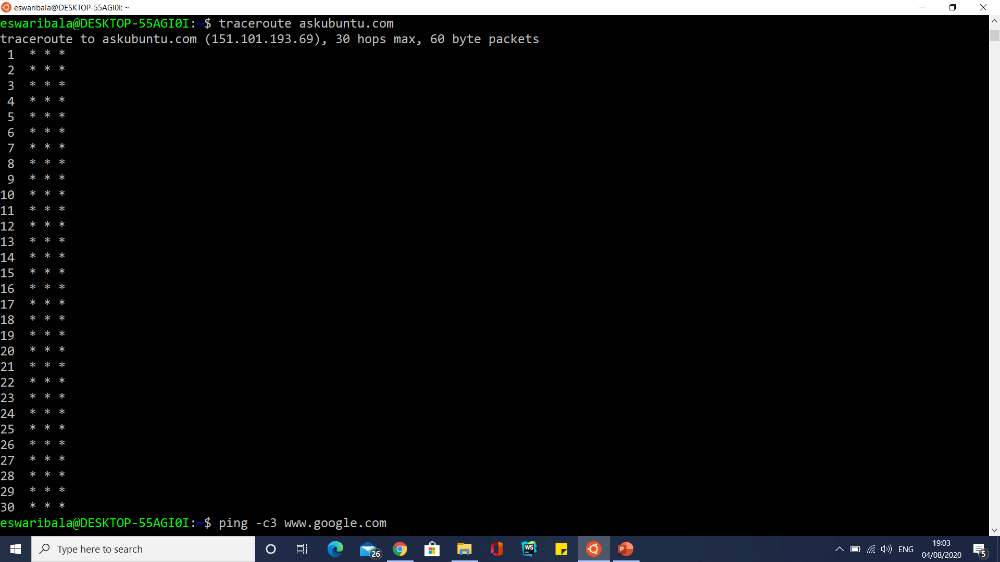 eswaribala@DESKTOP-55AGI0I: ~
eswaribala@DESKTOP-55AGI0I:~$ traceroute askubuntu.com
traceroute to askubuntu.com (151.101.193.69), 30 hops max, 60 byte packets
 1  * * *
 2  * * *
 3  * * *
 4  * * *
 5  * * *
 6  * * *
 7  * * *
 8  * * *
 9  * * *
10  * * *
11  * * *
12  * * *
13  * * *
14  * * *
15  * * *
16  * * *
17  * * *
18  * * *
19  * * *
20  * * *
21  * * *
22  * * *
23  * * *
24  * * *
25  * * *
26  * * *
27  * * *
28  * * *
29  * * *
30  * * *
eswaribala@DESKTOP-55AGI0I:~$ ping -c3 www.google.com
Type here to search
26
WS
P
ENG
19:03
04/08/2020
5